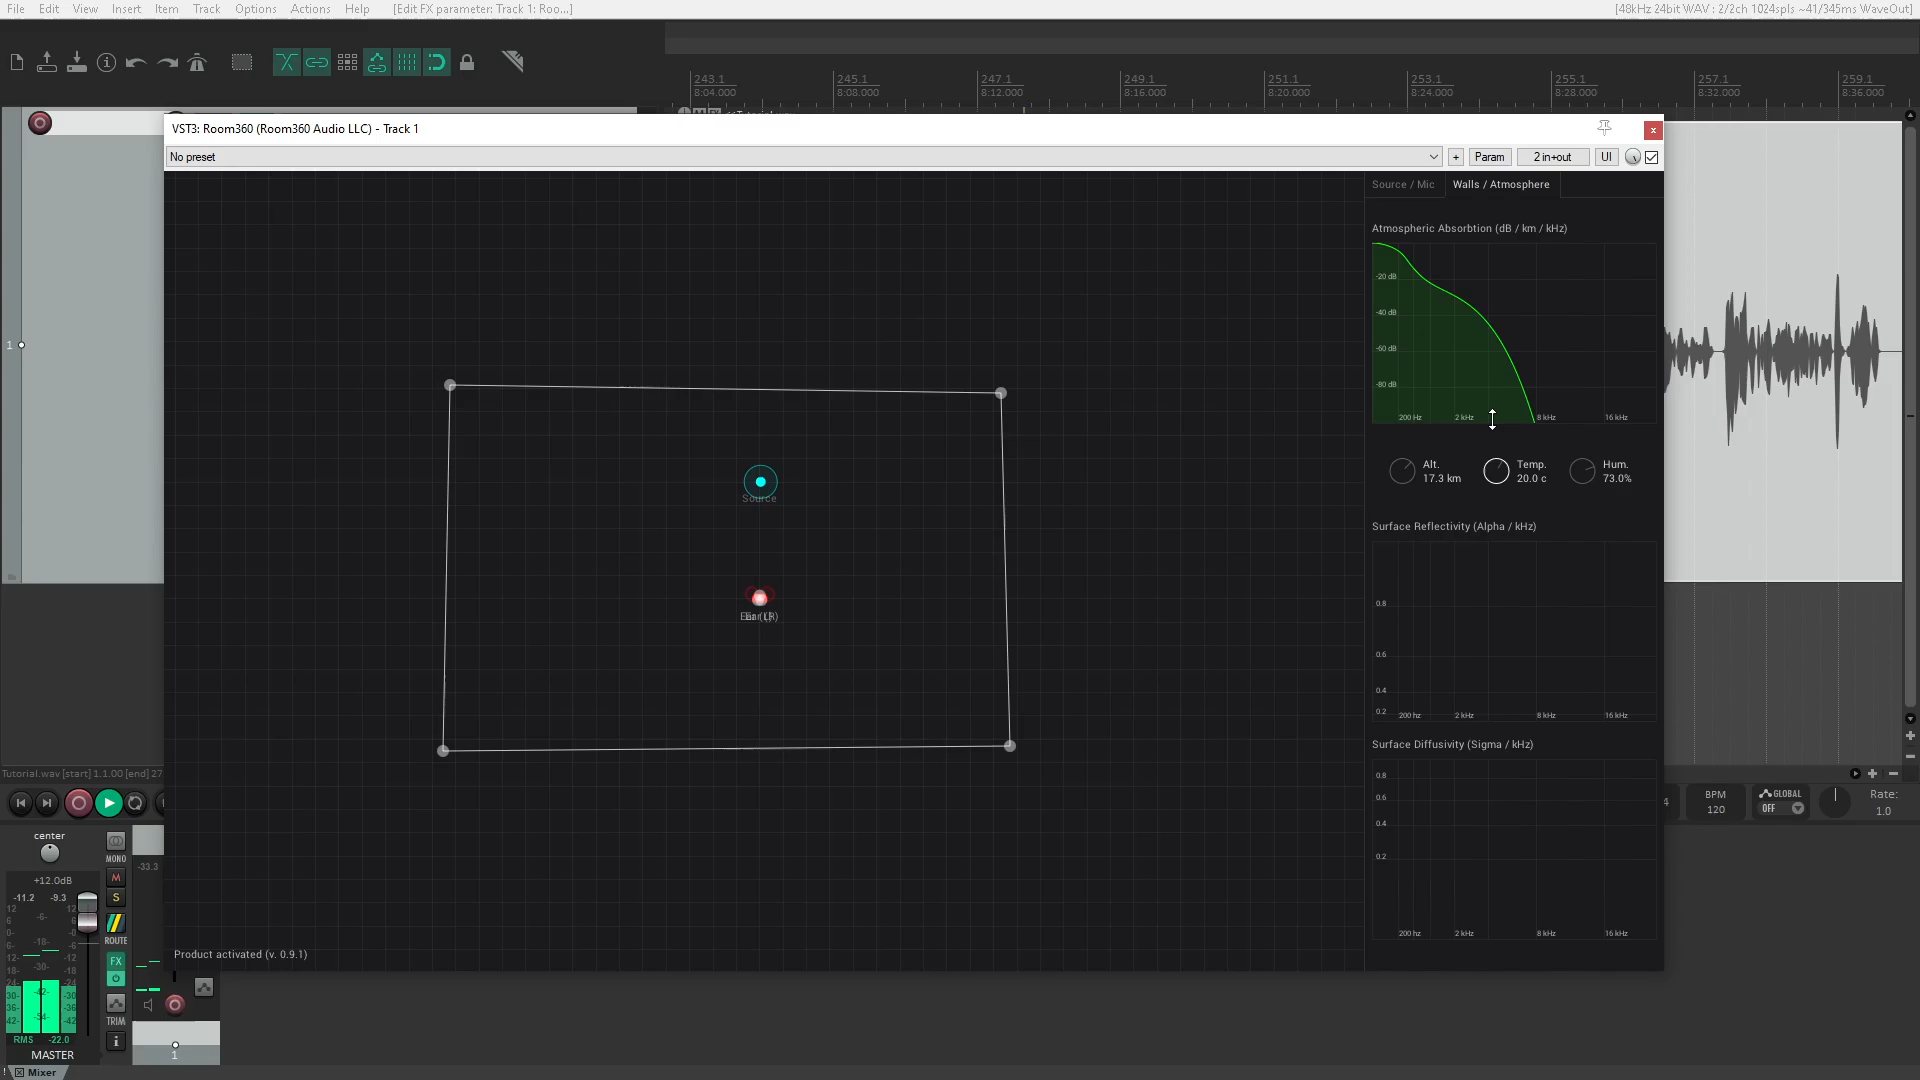 File Edit View Insert Item Track Options Actions Help [Edit FX parameter: Track 1: Roo...] [48kHz 24bit WAV : 2/2ch 1024spls ~41/345ms WaveOut]
243.1 245.1 247.1 249.1 251.1 253.1 255.1 257.1 259.1
8:04.000 8:08.000 8:12.000 8:16.000 8:20.000 8:24.000 8:28.000 8:32.000 8:36.000
VST3: Room360 (Room360 Audio LLC) - Track 1
No preset + Param 2 in+out UI
Source / Mic Walls / Atmosphere
Atmospheric Absorbtion (dB / km / kHz)
-20 dB
-40 dB
-60 dB
-80 dB
200 Hz 2 kHz 8 kHz 16 kHz
Alt. Temp. Hum.
17.3 km 20.0 c 73.0%
Surface Reflectivity (Alpha / kHz)
0.8
0.6
0.4
0.2
200 hz 2 kHz 8 kHz 16 kHz
Surface Diffusivity (Sigma / kHz)
0.8
0.6
0.4
0.2
200 hz 2 kHz 8 kHz 16 kHz
Source
1
Product activated (v. 0.9.1)
Tutorial.wav [start] 1.1.00 [end] 27
4 BPM GLOBAL Rate:
120 OFF 1.0
center
MONO
-33.3
+12.0dB
M
-11.2 -9.3
S
ROUTE
FX
TRIM
RMS -22.0
MASTER
1
! Mixer